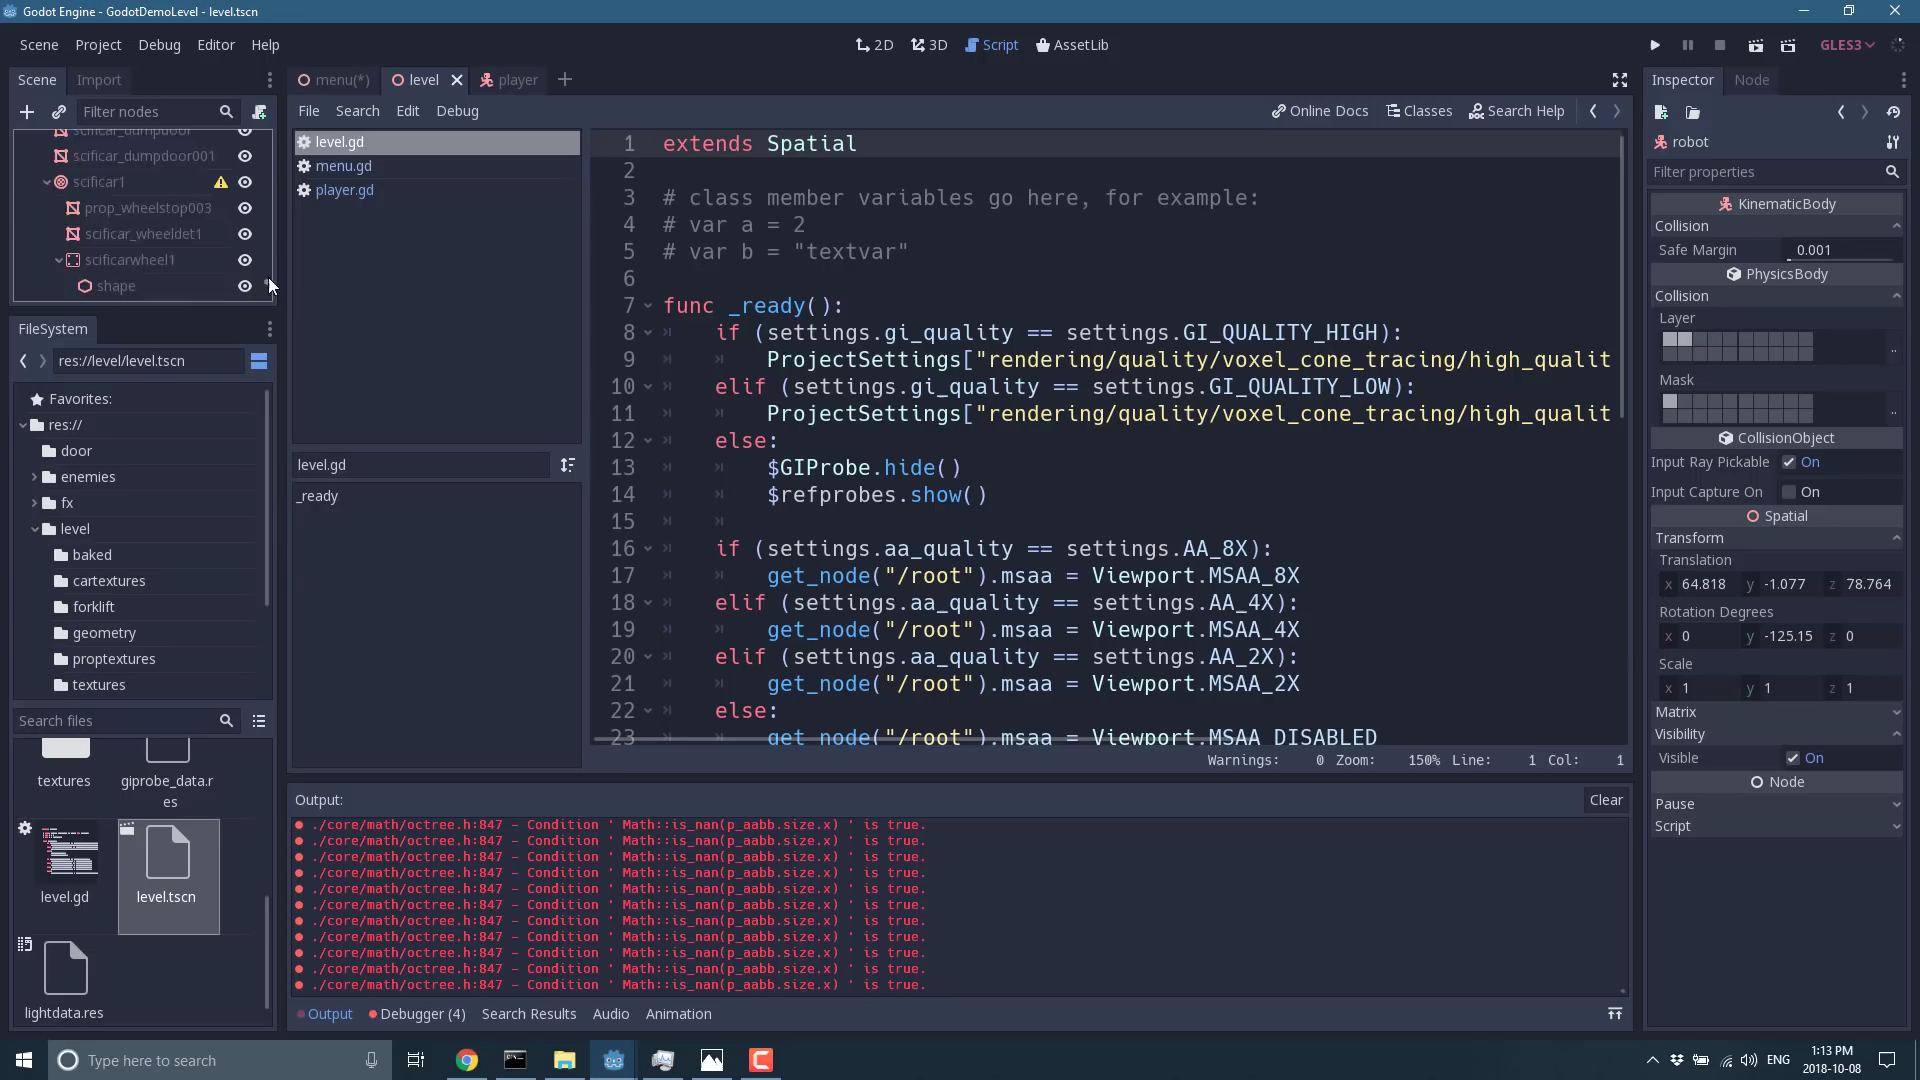 Godot Engine - GodotDemoLevel - level.tscn
Scene Project Debug Editor Help
2D 3D Script AssetLib
GLES3
Scene Import
menu(*) level player
Inspector Node
Filter nodes
File Search Edit Debug
Online Docs Classes Search Help
scificar_dumpdoor
scificar_dumpdoor001
scificar1
prop_wheelstop003
scificar_wheeldet1
scificarwheel1
shape
FileSystem
res://level/level.tscn
Favorites:
res://
door
enemies
fx
level
baked
cartextures
forklift
geometry
proptextures
textures
Search files
textures
giprobe_data.r
es
level.gd
level.tscn
lightdata.res
level.gd
menu.gd
player.gd
level.gd
_ready
1 extends Spatial
2
3 # class member variables go here, for example:
4 # var a = 2
5 # var b = "textvar"
6
7 func _ready():
8 if (settings.gi_quality == settings.GI_QUALITY_HIGH):
9 ProjectSettings["rendering/quality/voxel_cone_tracing/high_qualit
10 elif (settings.gi_quality == settings.GI_QUALITY_LOW):
11 ProjectSettings["rendering/quality/voxel_cone_tracing/high_qualit
12 else:
13 $GIProbe.hide()
14 $refprobes.show()
15
16 if (settings.aa_quality == settings.AA_8X):
17 get_node("/root").msaa = Viewport.MSAA_8X
18 elif (settings.aa_quality == settings.AA_4X):
19 get_node("/root").msaa = Viewport.MSAA_4X
20 elif (settings.aa_quality == settings.AA_2X):
21 get_node("/root").msaa = Viewport.MSAA_2X
22 else:
23 get_node("/root").msaa = Viewport.MSAA_DISABLED
Warnings: 0 Zoom: 150% Line: 1 Col: 1
Output:
Clear
./core/math/octree.h:847 - Condition ' Math::is_nan(p_aabb.size.x) ' is true.
./core/math/octree.h:847 - Condition ' Math::is_nan(p_aabb.size.x) ' is true.
./core/math/octree.h:847 - Condition ' Math::is_nan(p_aabb.size.x) ' is true.
./core/math/octree.h:847 - Condition ' Math::is_nan(p_aabb.size.x) ' is true.
./core/math/octree.h:847 - Condition ' Math::is_nan(p_aabb.size.x) ' is true.
./core/math/octree.h:847 - Condition ' Math::is_nan(p_aabb.size.x) ' is true.
./core/math/octree.h:847 - Condition ' Math::is_nan(p_aabb.size.x) ' is true.
./core/math/octree.h:847 - Condition ' Math::is_nan(p_aabb.size.x) ' is true.
./core/math/octree.h:847 - Condition ' Math::is_nan(p_aabb.size.x) ' is true.
./core/math/octree.h:847 - Condition ' Math::is_nan(p_aabb.size.x) ' is true.
./core/math/octree.h:847 - Condition ' Math::is_nan(p_aabb.size.x) ' is true.
Output Debugger (4) Search Results Audio Animation
robot
Filter properties
KinematicBody
Collision
Safe Margin 0.001
PhysicsBody
Collision
Layer
..
Mask
..
CollisionObject
Input Ray Pickable On
Input Capture On On
Spatial
Transform
Translation
x 64.818 y -1.077 z 78.764
Rotation Degrees
x 0 y -125.15 z 0
Scale
x 1 y 1 z 1
Matrix
Visibility
Visible On
Node
Pause
Script
Type here to search
ENG
1:13 PM
2018-10-08